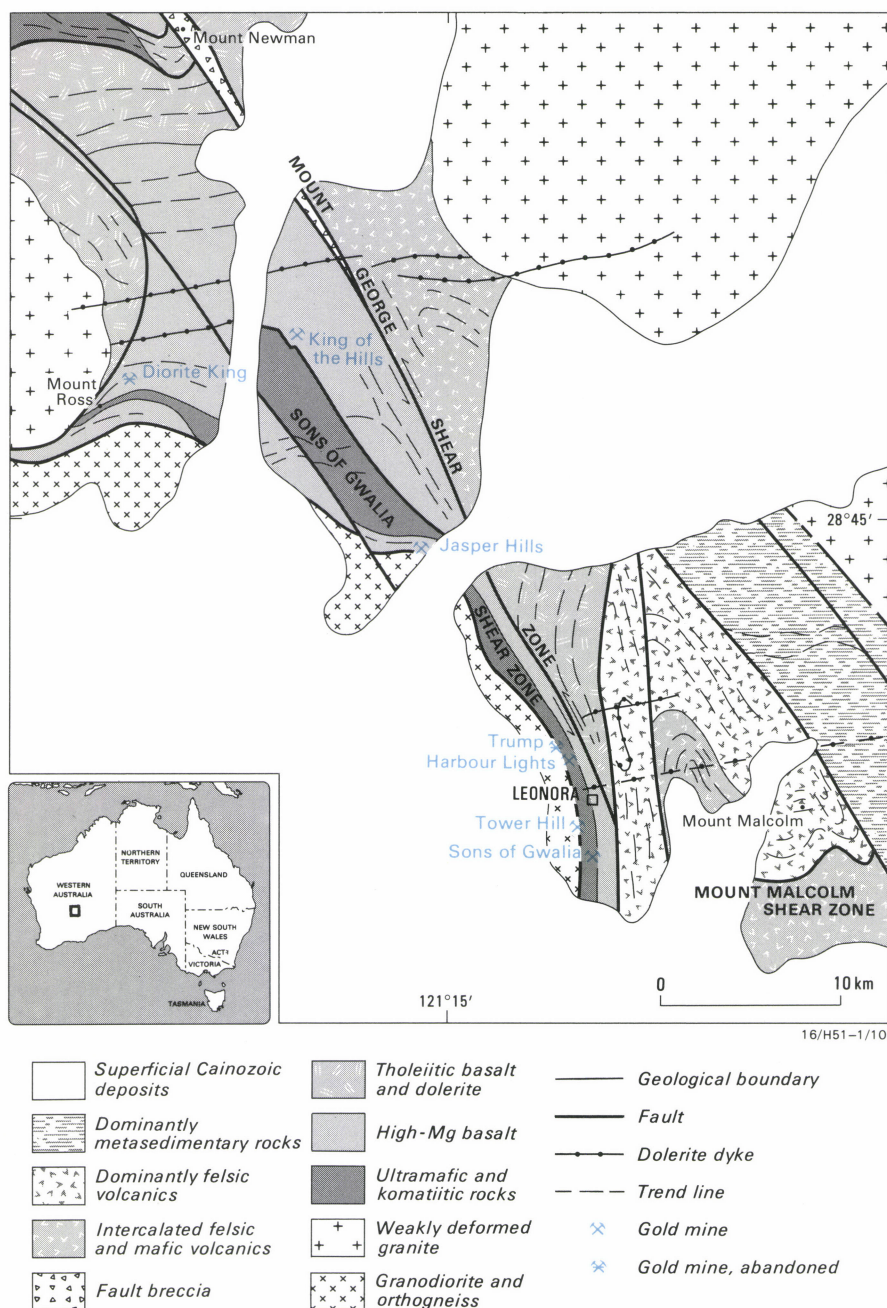 Mount Newman
MOUNT
GEORGE
SHEAR
King of
the Hills
Diorite King
Mount
Ross
SONS OF GWALIA
28°45′
Jasper Hills
ZONE
SHEAR ZONE
Trump
Harbour Lights
LEONORA
Mount Malcolm
Tower Hill
Sons of Gwalia
MOUNT MALCOLM
SHEAR ZONE
NORTHERN
TERRITORY
QUEENSLAND
WESTERN
AUSTRALIA
SOUTH
AUSTRALIA
NEW SOUTH
WALES
ACT
VICTORIA
TASMANIA
121°15′
0
10 km
16/H51–1/10
Superficial Cainozoic
deposits
Dominantly
metasedimentary rocks
Dominantly felsic
volcanics
Intercalated felsic
and mafic volcanics
Fault breccia
Tholeiitic basalt
and dolerite
High-Mg basalt
Ultramafic and
komatiitic rocks
Weakly deformed
granite
Granodiorite and
orthogneiss
Geological boundary
Fault
Dolerite dyke
Trend line
Gold mine
Gold mine, abandoned